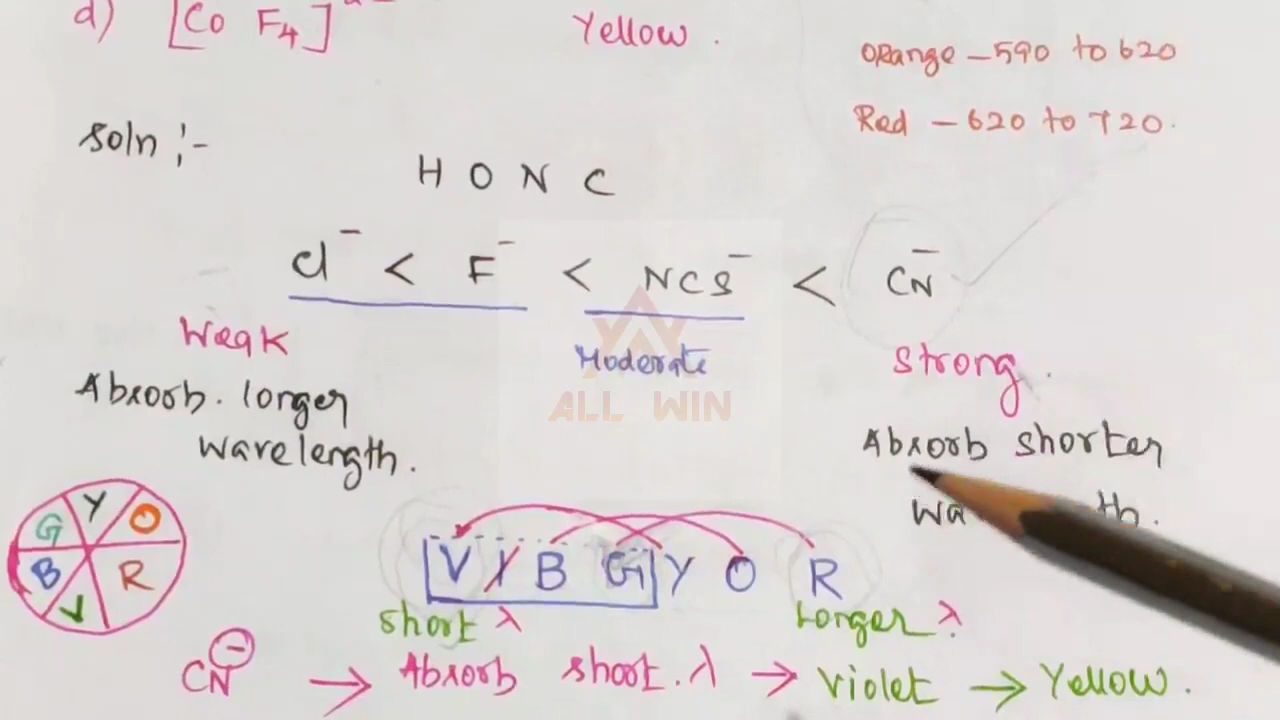 d) [Co F₄] Yellow.
Orange – 590 to 620
Red – 620 to 720.
Soln :-
H O N C
Cl⁻ < F⁻ < NCS⁻ < CN⁻
Weak Moderate Strong.
Absorb. longer wavelength.
Absorb shorter
ALL WIN
G Y O
B V R
V I B G Y O R
short λ Longer λ.
CN⁻ → Absorb short. λ → Violet → Yellow.